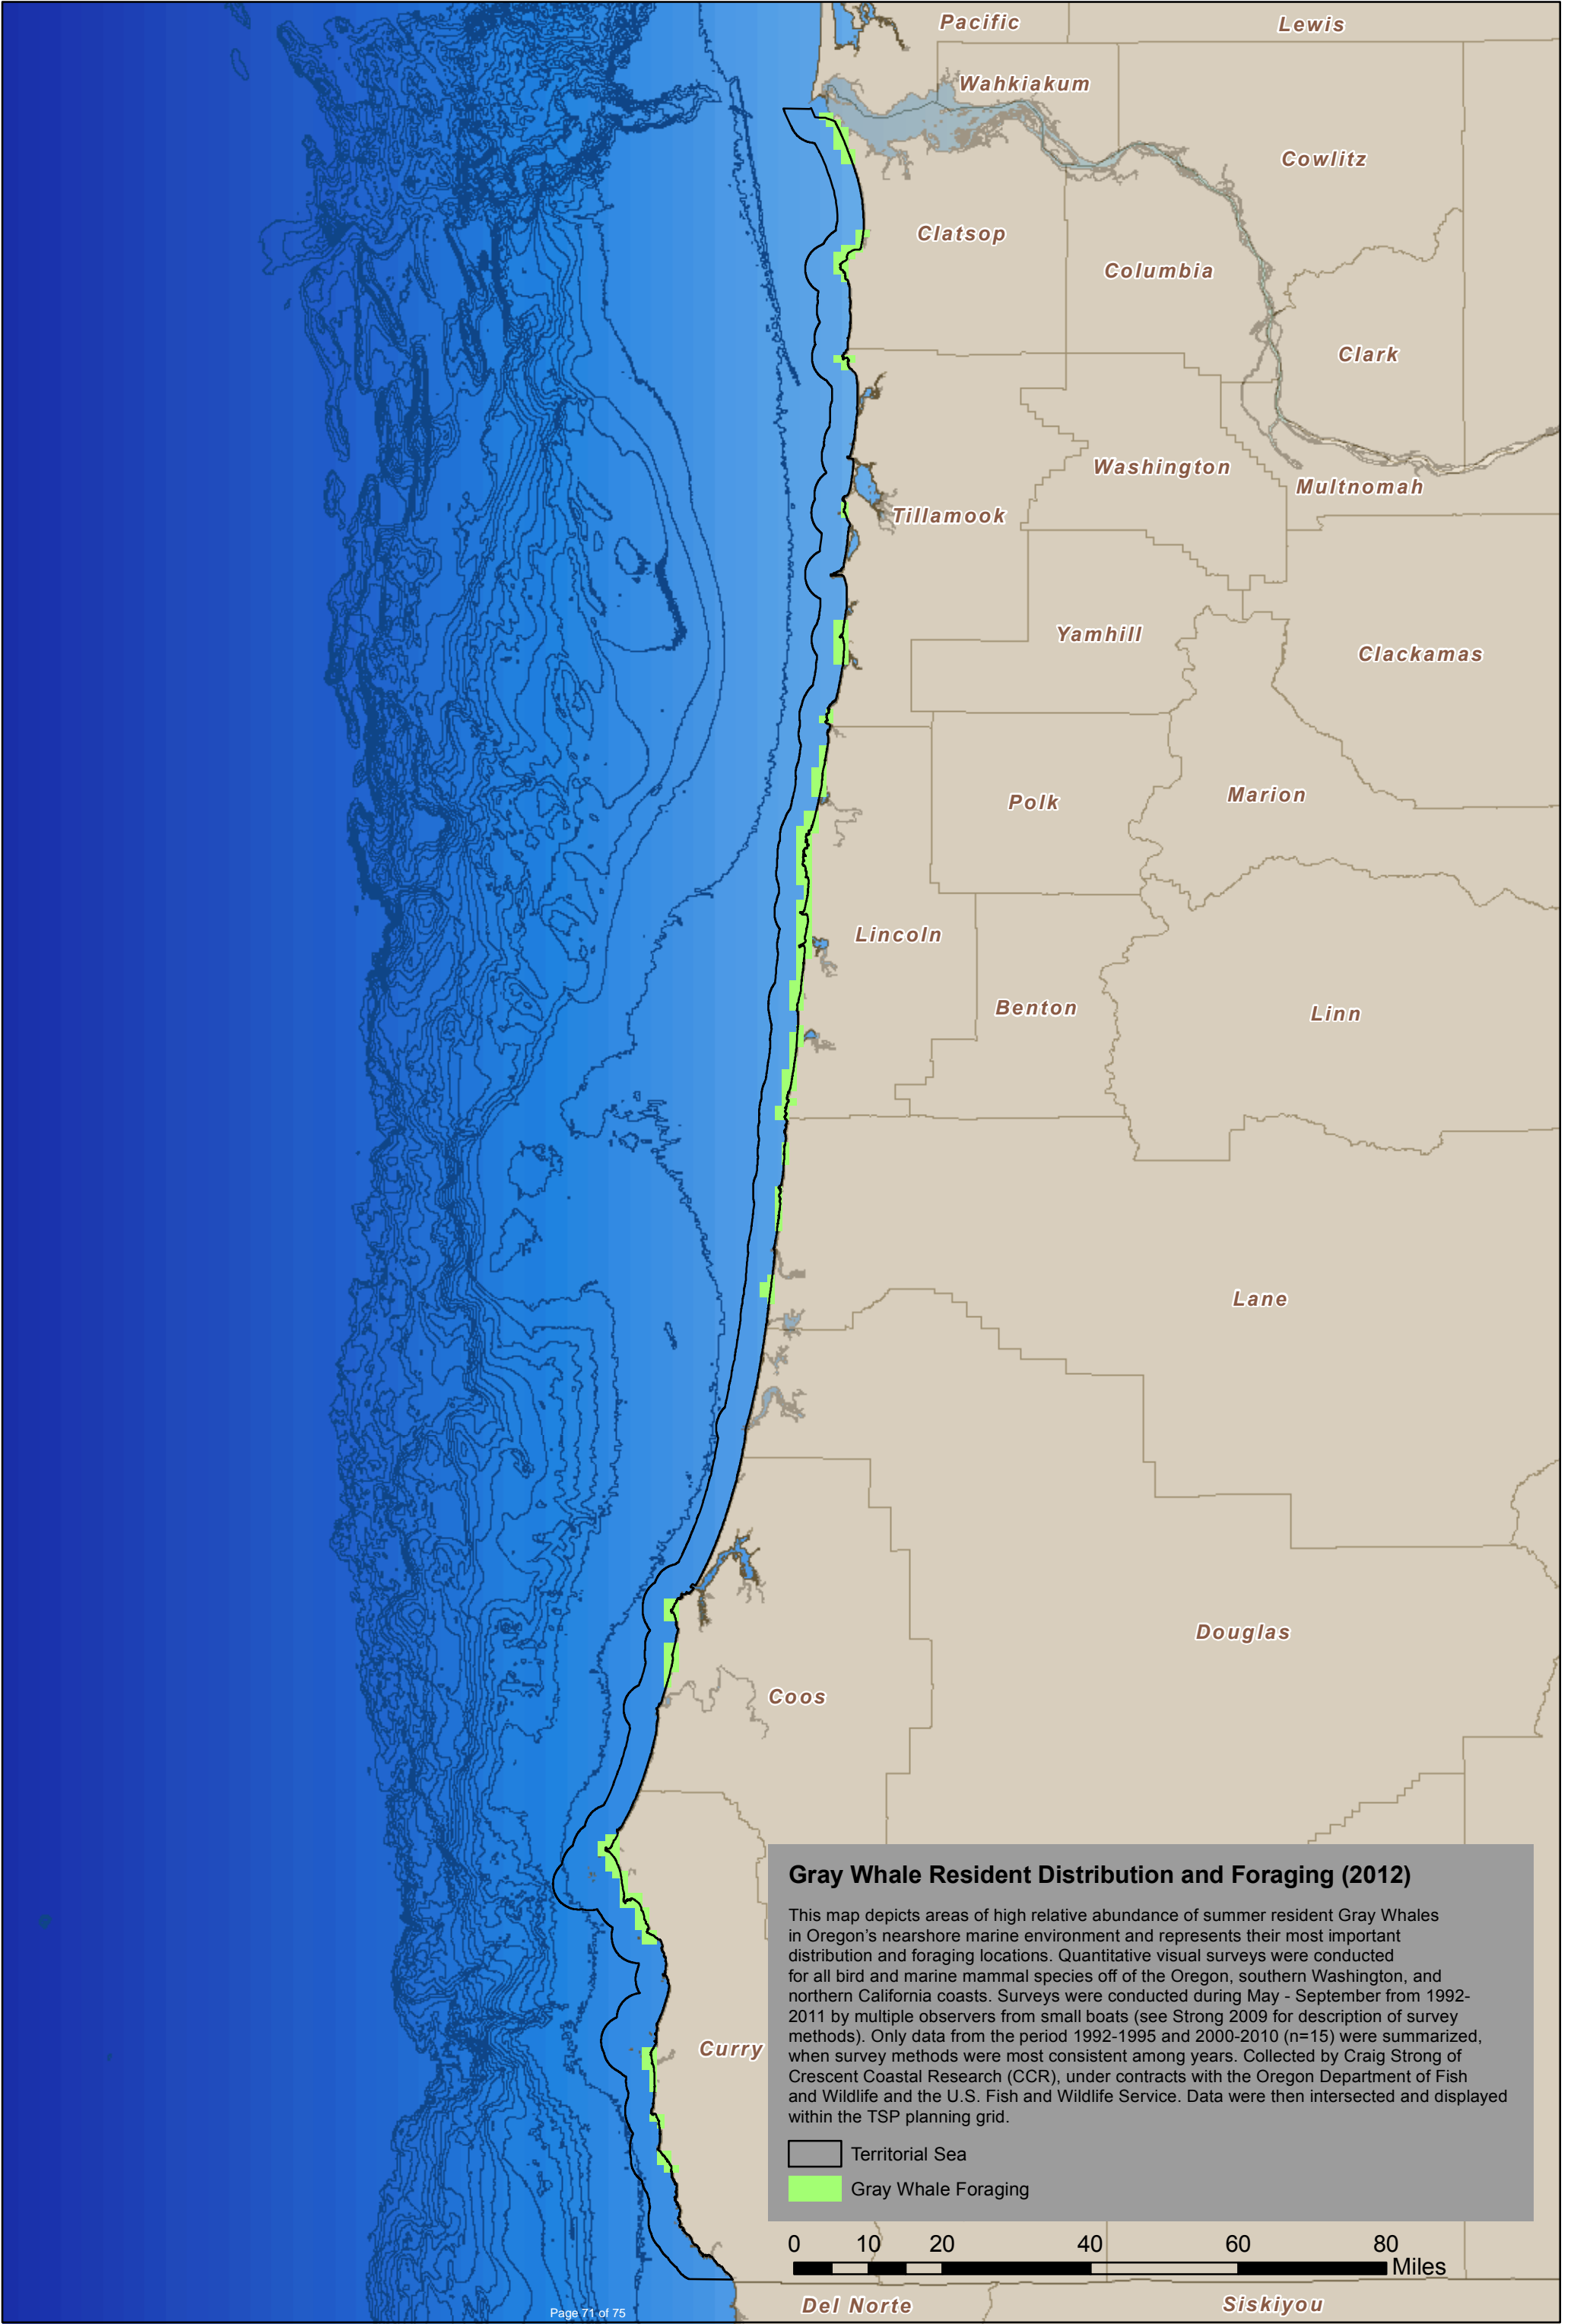 Pacific
Lewis
Wahkiakum
Cowlitz
Clatsop
Columbia
Clark
Washington
Multnomah
Tillamook
Yamhill
Clackamas
Polk
Marion
Lincoln
Benton
Linn
Lane
Douglas
Coos
Curry
Gray Whale Resident Distribution and Foraging (2012)
This map depicts areas of high relative abundance of summer resident Gray Whales
in Oregon's nearshore marine environment and represents their most important
distribution and foraging locations. Quantitative visual surveys were conducted
for all bird and marine mammal species off of the Oregon, southern Washington, and
northern California coasts. Surveys were conducted during May - September from 1992-
2011 by multiple observers from small boats (see Strong 2009 for description of survey
methods). Only data from the period 1992-1995 and 2000-2010 (n=15) were summarized,
when survey methods were most consistent among years. Collected by Craig Strong of
Crescent Coastal Research (CCR), under contracts with the Oregon Department of Fish
and Wildlife and the U.S. Fish and Wildlife Service. Data were then intersected and displayed
within the TSP planning grid.
Territorial Sea
Gray Whale Foraging
0 10 20 40 60 80
Miles
Del Norte
Siskiyou
Page 71 of 75